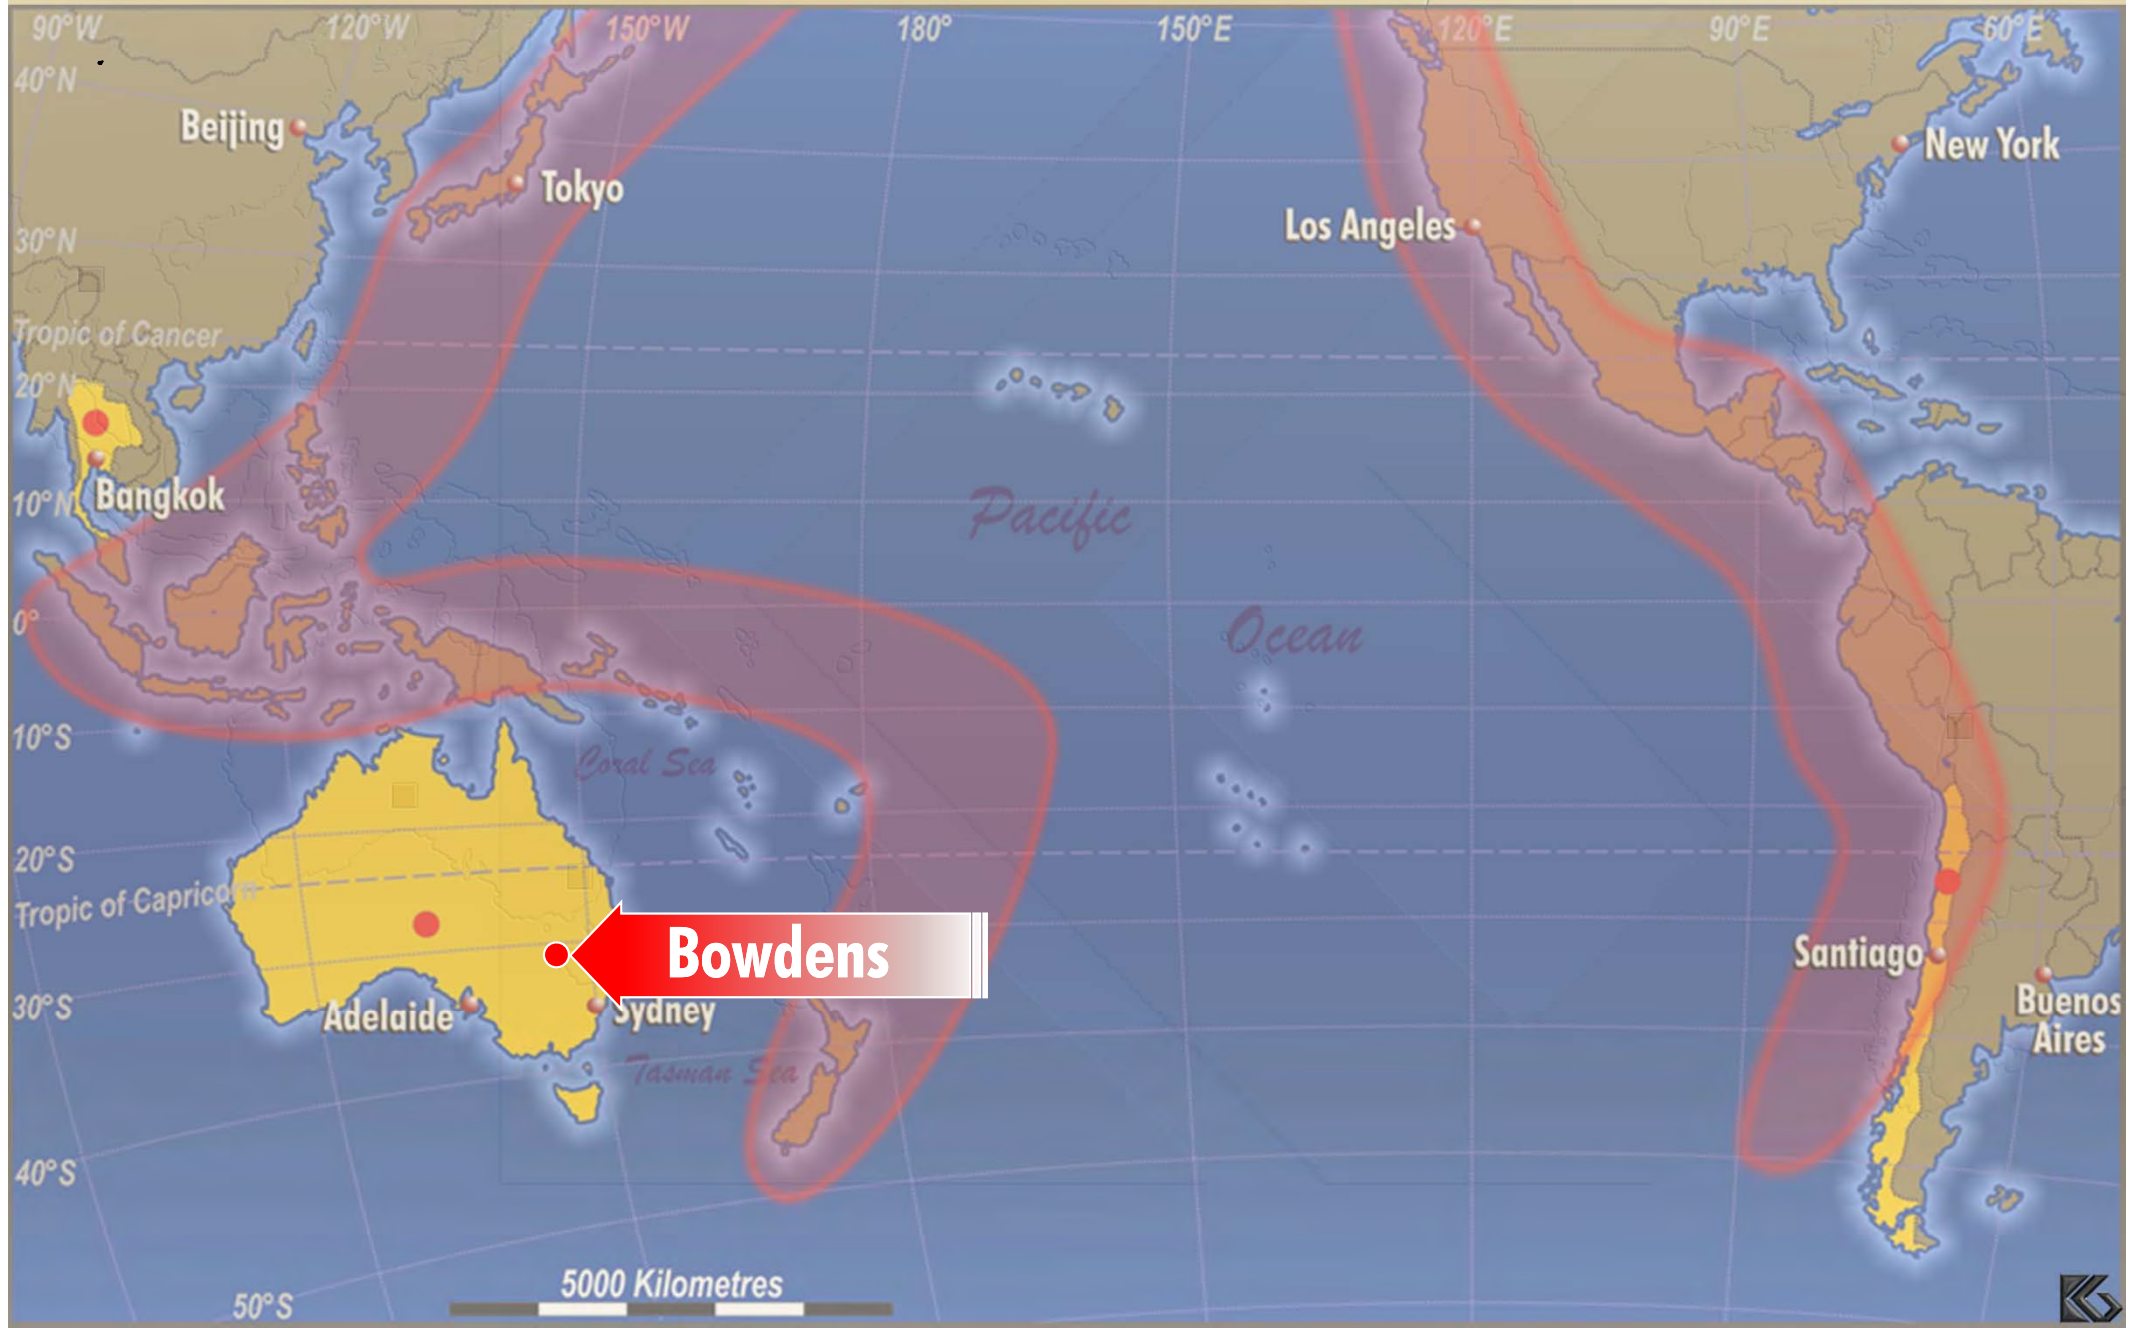 90°W 120°W 150°W 180° 150°E 120°E 90°E 60°E
40°N
Beijing
New York
Tokyo
Los Angeles
30°N
Tropic of Cancer
20°N
Bangkok
10°N
Pacific
Ocean
0°
10°S
Coral Sea
20°S
Tropic of Capricorn
Bowdens
Santiago
30°S
Adelaide
Sydney
Buenos
Aires
Tasman Sea
40°S
5000 Kilometres
50°S
KG